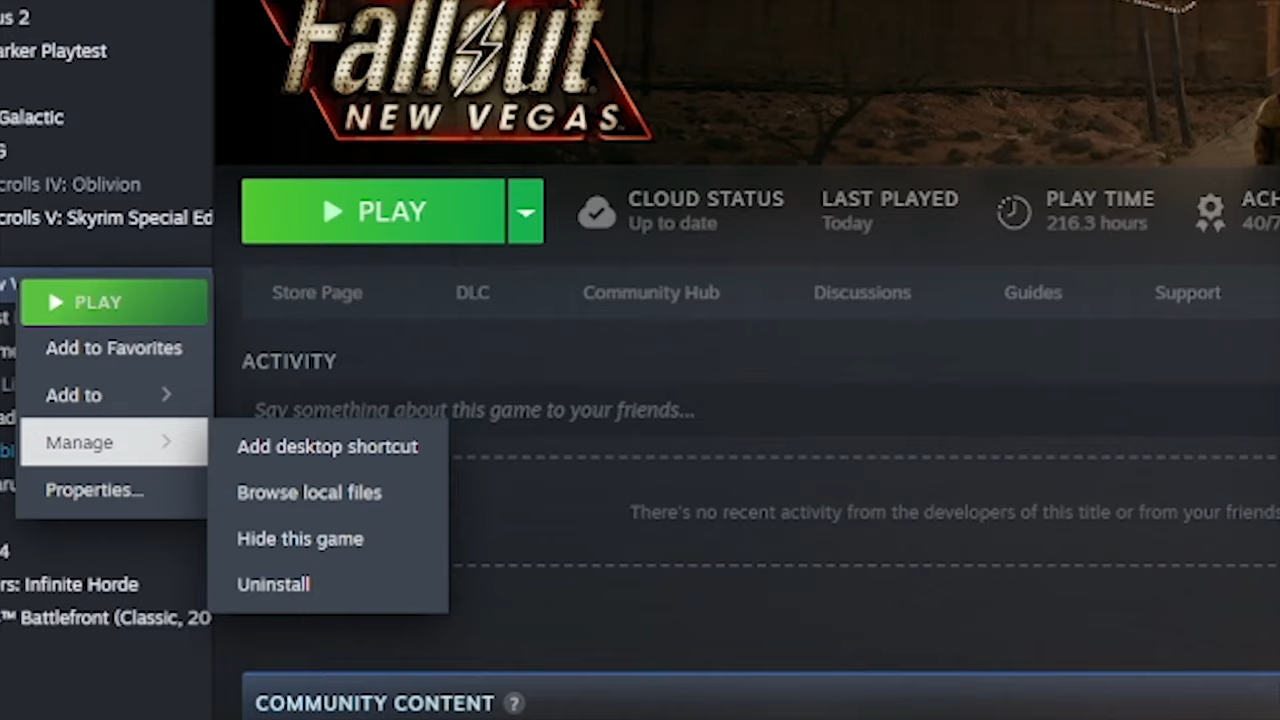 us 2
arker Playtest
Galactic
G
crolls IV: Oblivion
crolls V: Skyrim Special Ed
Fallout
NEW VEGAS
PLAY
CLOUD STATUS
Up to date
LAST PLAYED
Today
PLAY TIME
216.3 hours
ACH
40/7
Store Page
DLC
Community Hub
Discussions
Guides
Support
PLAY
Add to Favorites
Add to
Manage
Properties...
ACTIVITY
Say something about this game to your friends...
Add desktop shortcut
Browse local files
Hide this game
Uninstall
There's no recent activity from the developers of this title or from your friends
4
rs: Infinite Horde
™ Battlefront (Classic, 20
COMMUNITY CONTENT ?